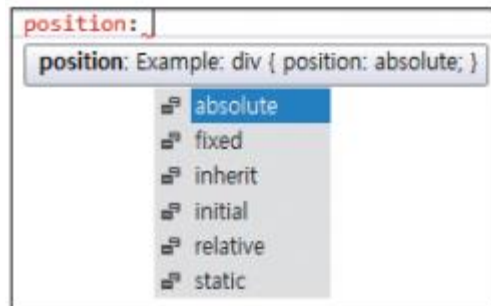 position:
position: Example: div { position: absolute; }
absolute
fixed
inherit
initial
relative
static